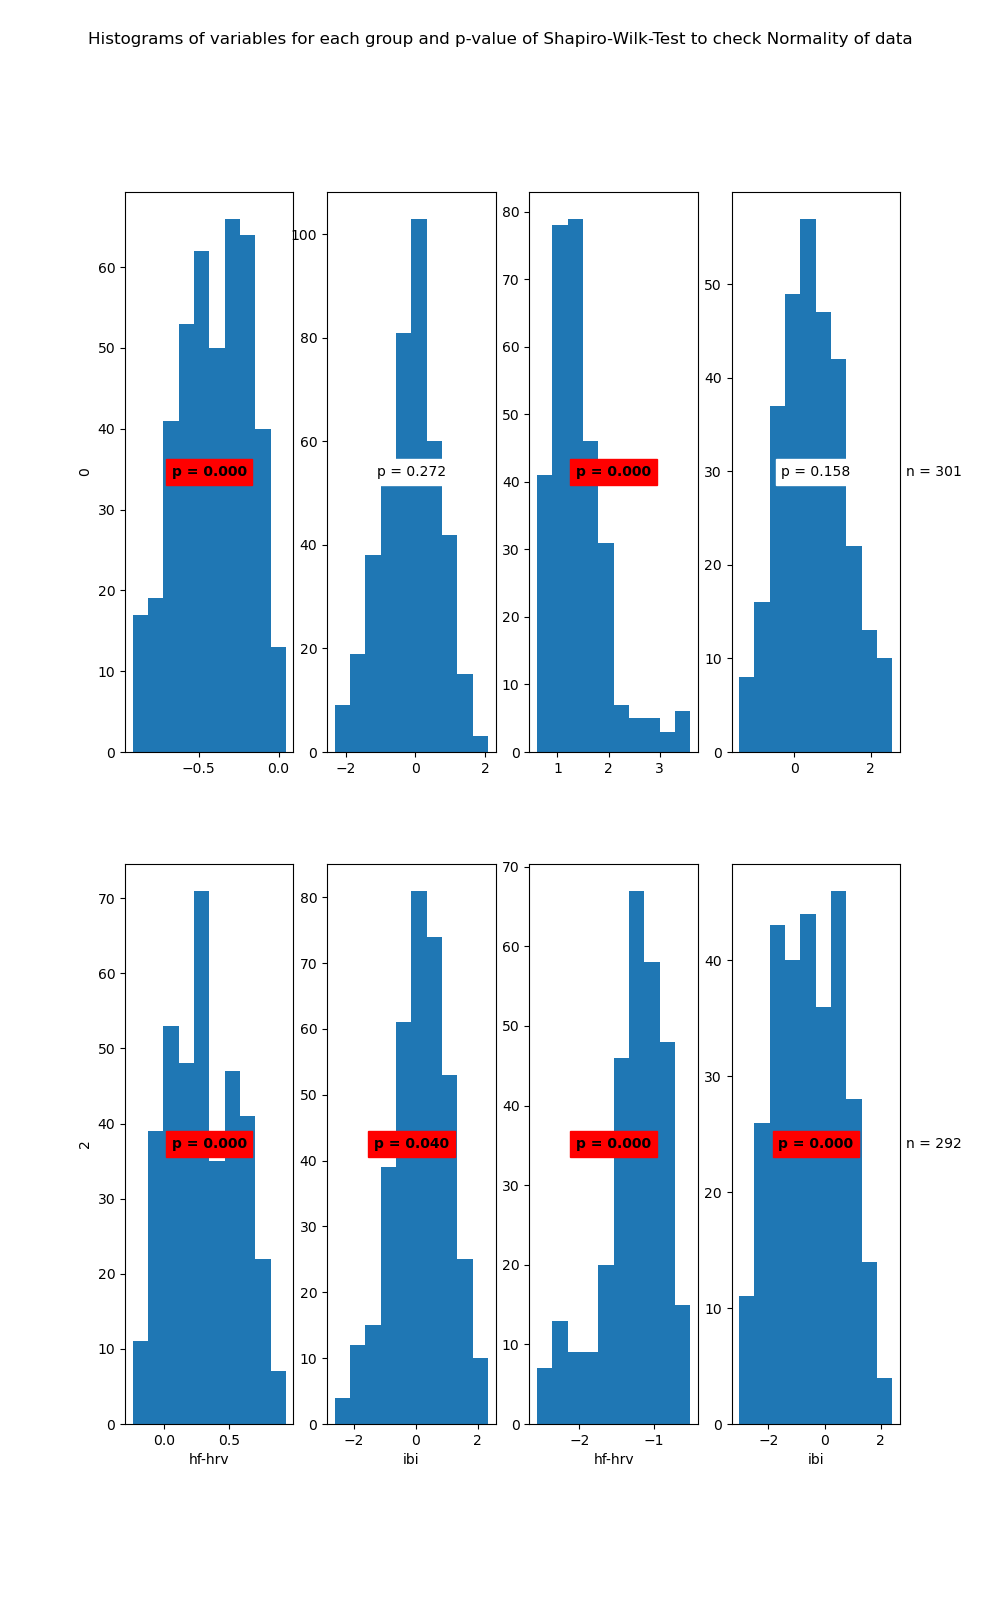 Histograms of variables for each group and p-value of Shapiro-Wilk-Test to check Normality of data
0
0 10 20 30 40 50 60
−0.5 0.0
p = 0.000
0 20 40 60 80 100
−2 0 2
p = 0.272
0 10 20 30 40 50 60 70 80
1 2 3
p = 0.000
0 10 20 30 40 50
0 2
p = 0.158
n = 301
2
0 10 20 30 40 50 60 70
0.0 0.5
hf-hrv
p = 0.000
0 10 20 30 40 50 60 70 80
−2 0 2
ibi
p = 0.040
0 10 20 30 40 50 60 70
−2 −1
hf-hrv
p = 0.000
0 10 20 30 40
−2 0 2
ibi
p = 0.000
n = 292